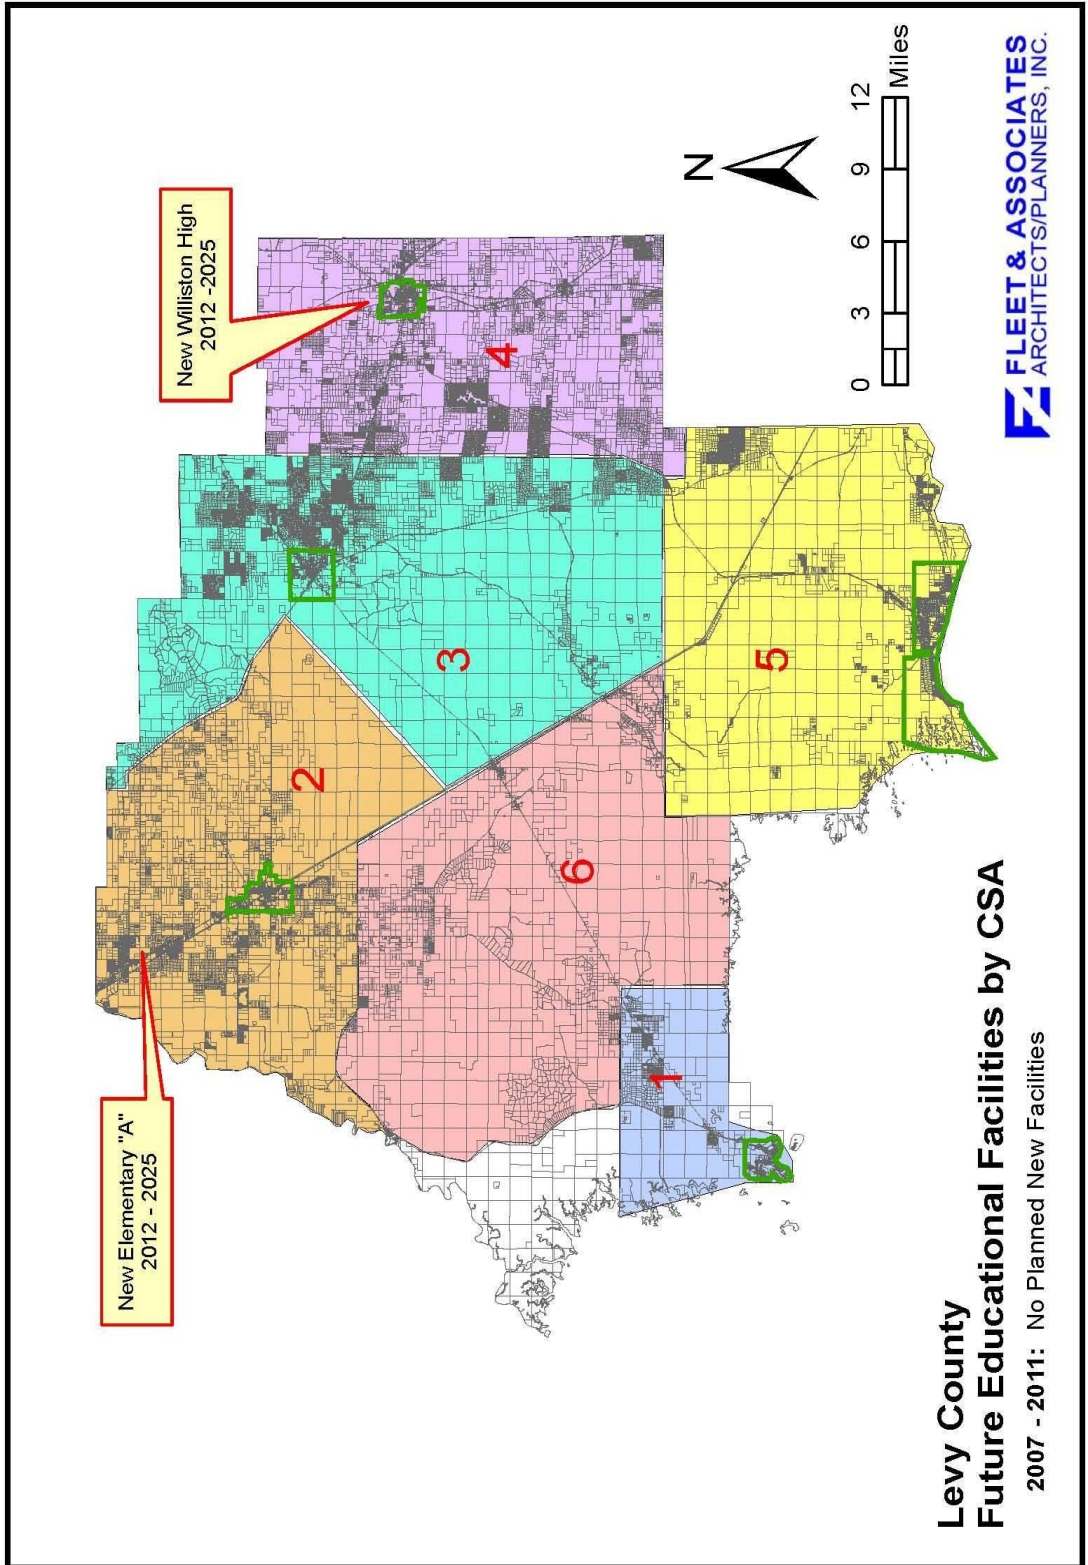 New Elementary "A"
2012 - 2025
New Williston High
2012 -2025
2
3
4
6
1
5
N
0 3 6 9 12
Miles
Levy County
Future Educational Facilities by CSA
2007 - 2011: No Planned New Facilities
FLEET & ASSOCIATES
ARCHITECTS/PLANNERS, INC.